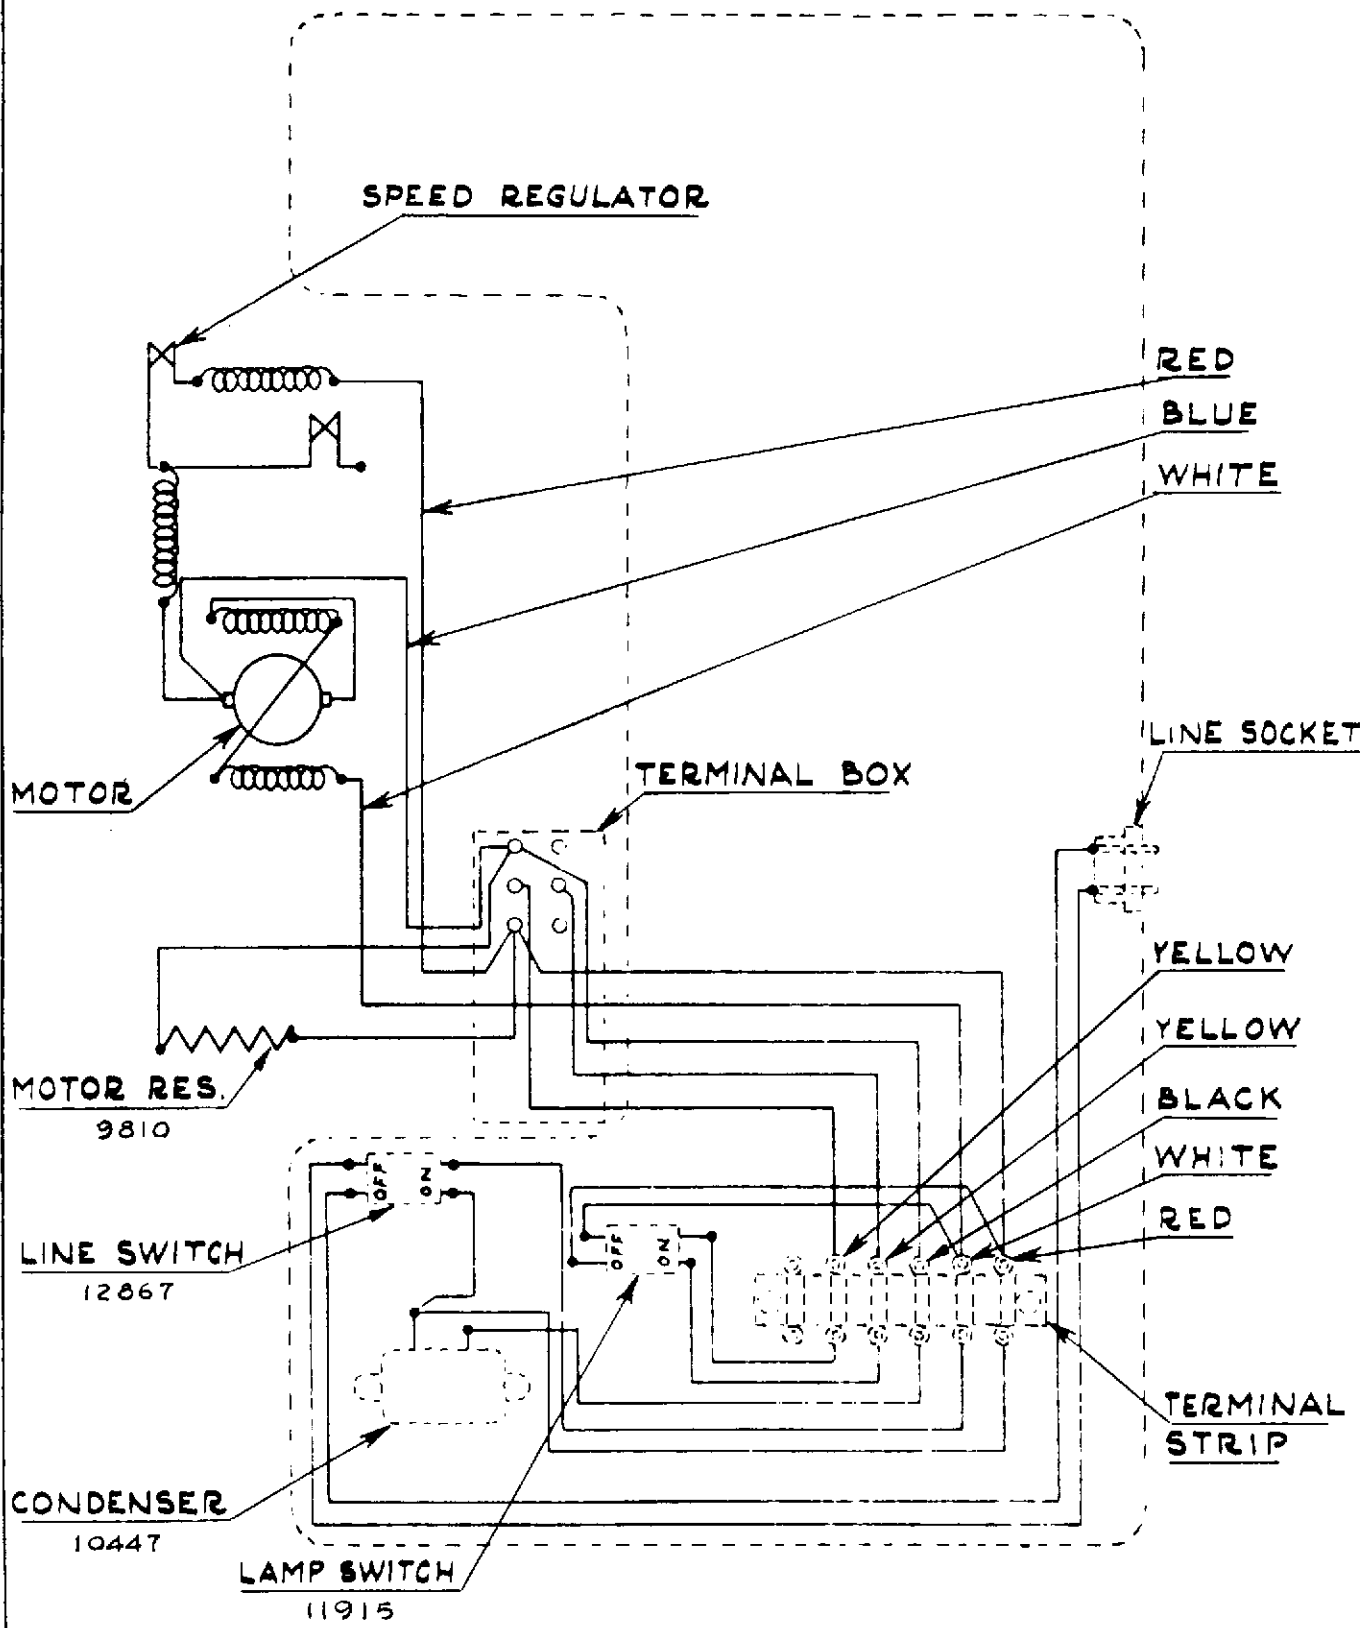 SPEED REGULATOR
RED
BLUE
WHITE
LINE SOCKET
TERMINAL BOX
MOTOR
YELLOW
YELLOW
MOTOR RES.
9810
BLACK
WHITE
RED
OFF
ON
LINE SWITCH
12867
OFF
ON
TERMINAL
STRIP
CONDENSER
10447
LAMP SWITCH
11915